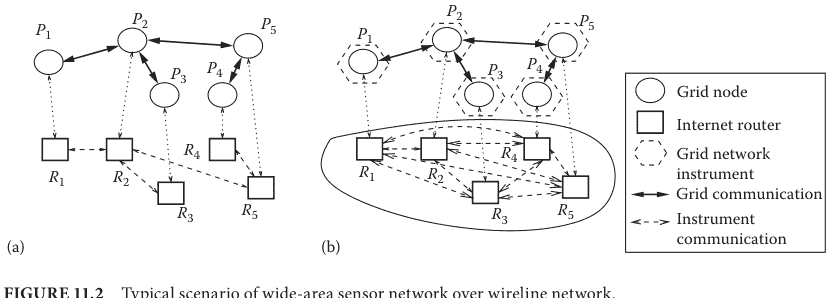 P1
P2
P3
P4
P5
R1
R2
R3
R4
R5
(a)
P1
P2
P3
P4
P5
R1
R2
R3
R4
R5
(b)
Grid node
Internet router
Grid network
instrument
Grid communication
Instrument
communication
FIGURE 11.2 Typical scenario of wide-area sensor network over wireline network.